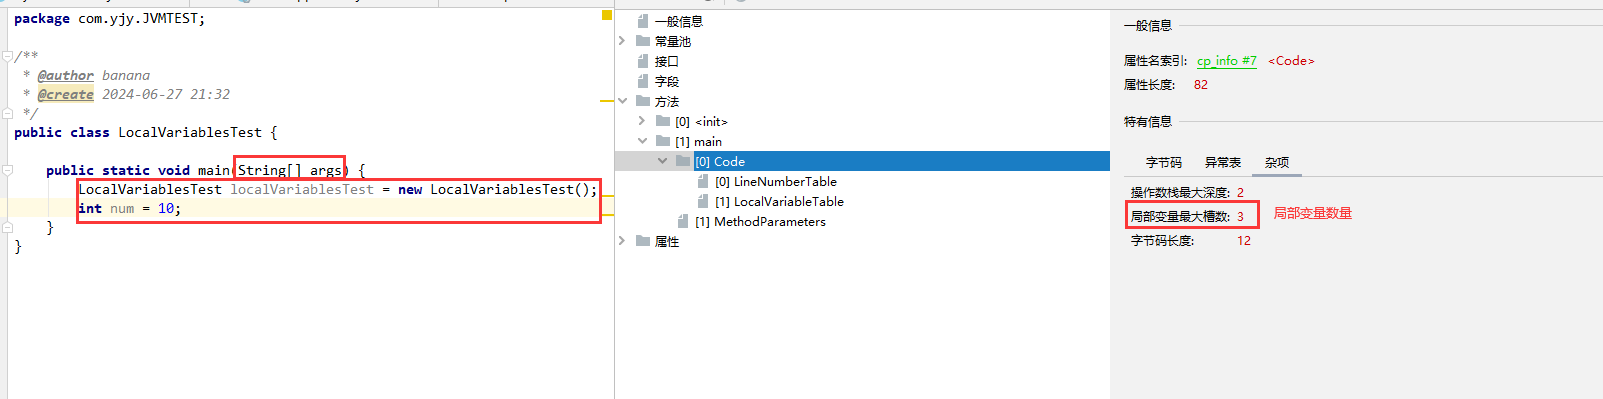 package com.yjy.JVMTEST;
/**
* @author banana
* @create 2024-06-27 21:32
*/
public class LocalVariablesTest {
public static void main(String[] args) {
LocalVariablesTest localVariablesTest = new LocalVariablesTest();
int num = 10;
}
}
一般信息
常量池
接口
字段
方法
[0] <init>
[1] main
[0] Code
[0] LineNumberTable
[1] LocalVariableTable
[1] MethodParameters
属性
一般信息
属性名索引: cp_info #7 <Code>
属性长度: 82
特有信息
字节码 异常表 杂项
操作数栈最大深度: 2
局部变量最大槽数: 3 局部变量数量
字节码长度: 12